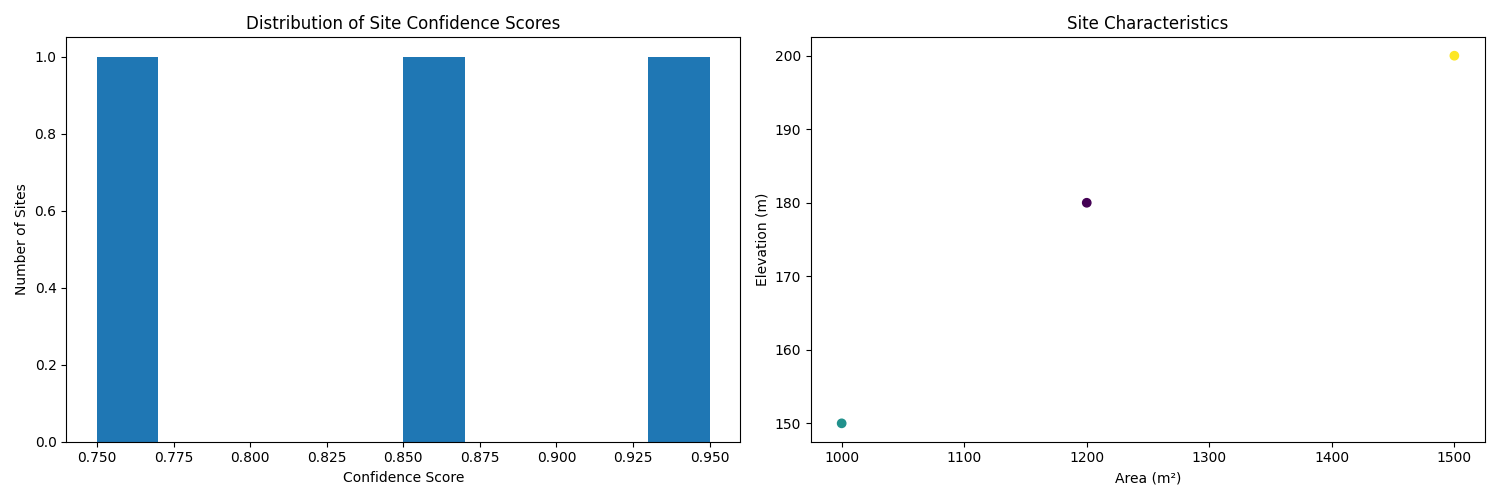 Distribution of Site Confidence Scores
1.0
0.8
0.6
0.4
0.2
0.0
Number of Sites
0.750 0.775 0.800 0.825 0.850 0.875 0.900 0.925 0.950
Confidence Score
Site Characteristics
200
190
180
170
160
150
Elevation (m)
1000 1100 1200 1300 1400 1500
Area (m²)